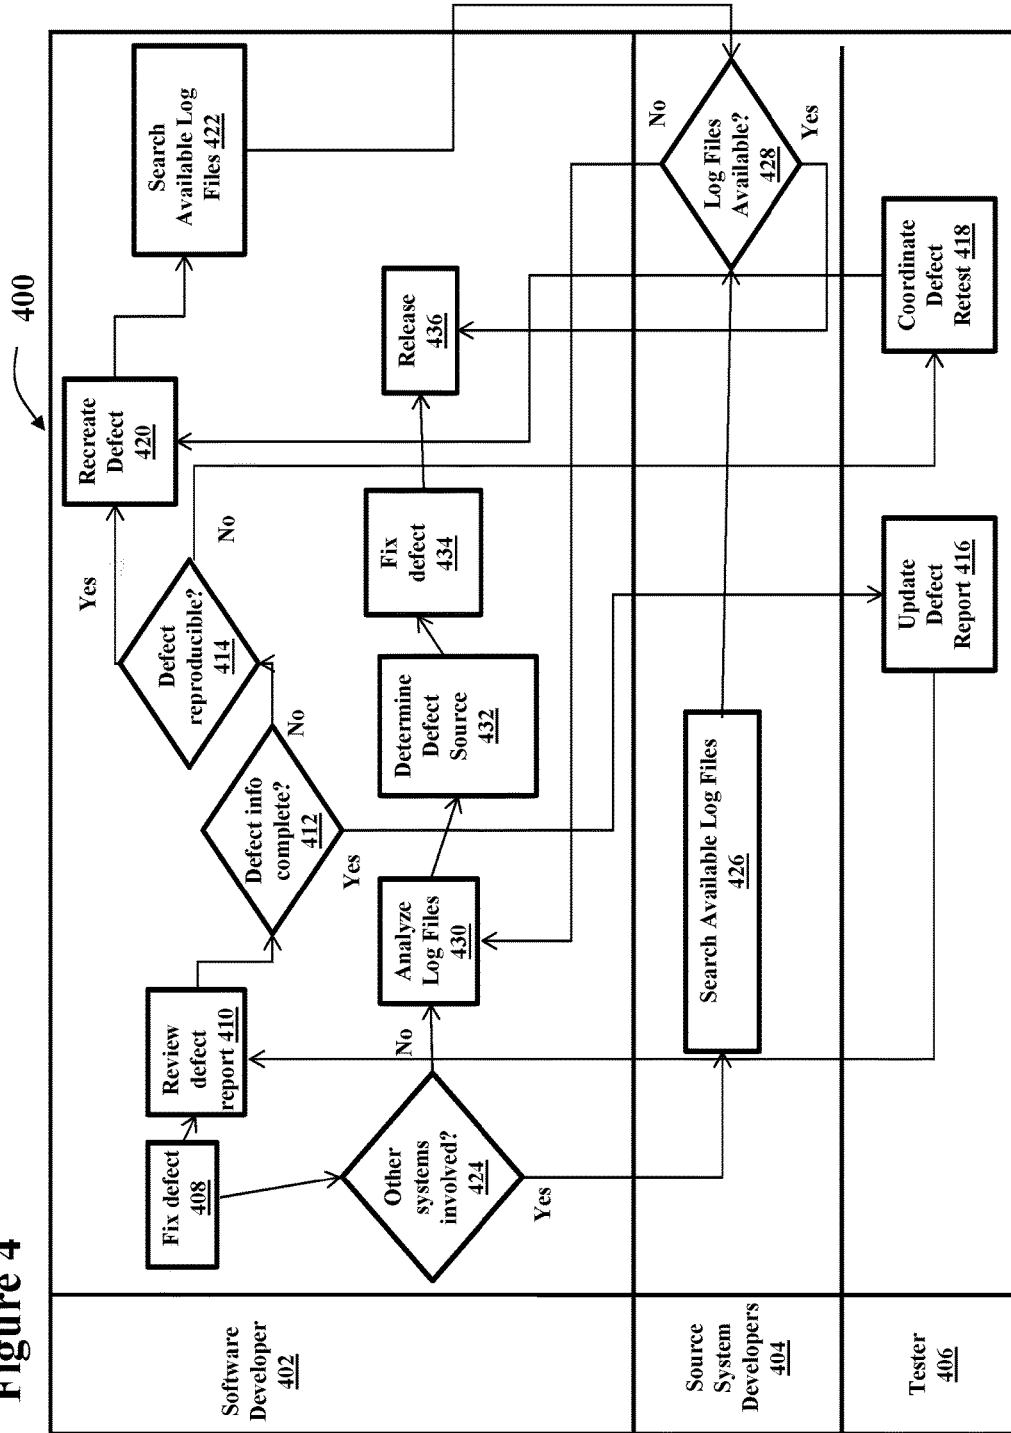 Figure 4
400
Software
Developer
402
Fix defect
408
Review
defect
report 410
Defect info
complete?
412
Yes
No
Defect
reproducible?
414
Yes
No
Recreate
Defect
420
Search
Available Log
Files 422
Other
systems
involved?
424
No
Yes
Analyze
Log Files
430
Determine
Defect
Source
432
Fix
defect
434
Release
436
Source
System
Developers
404
Search Available Log Files
426
Log Files
Available?
428
No
Yes
Tester
406
Update
Defect
Report 416
Coordinate
Defect
Retest 418